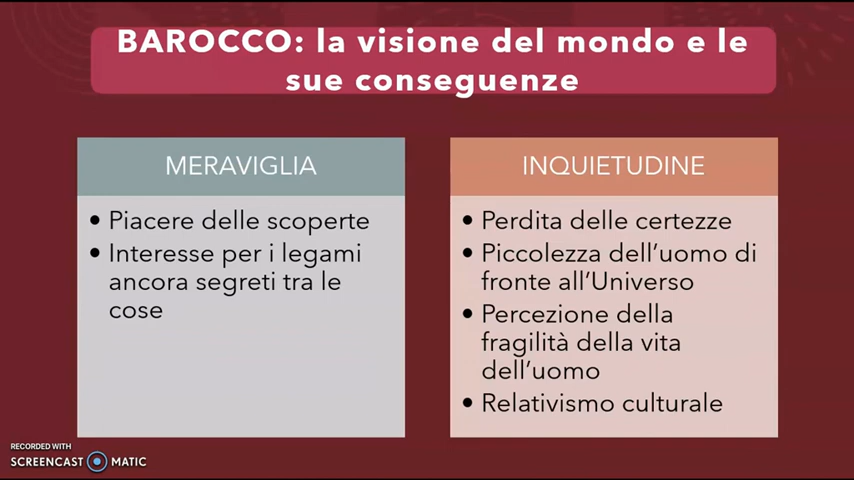 BAROCCO: la visione del mondo e le
sue conseguenze
MERAVIGLIA
• Piacere delle scoperte
• Interesse per i legami
ancora segreti tra le
cose
INQUIETUDINE
• Perdita delle certezze
• Piccolezza dell'uomo di
fronte all'Universo
• Percezione della
fragilità della vita
dell'uomo
• Relativismo culturale
RECORDED WITH
SCREENCAST MATIC